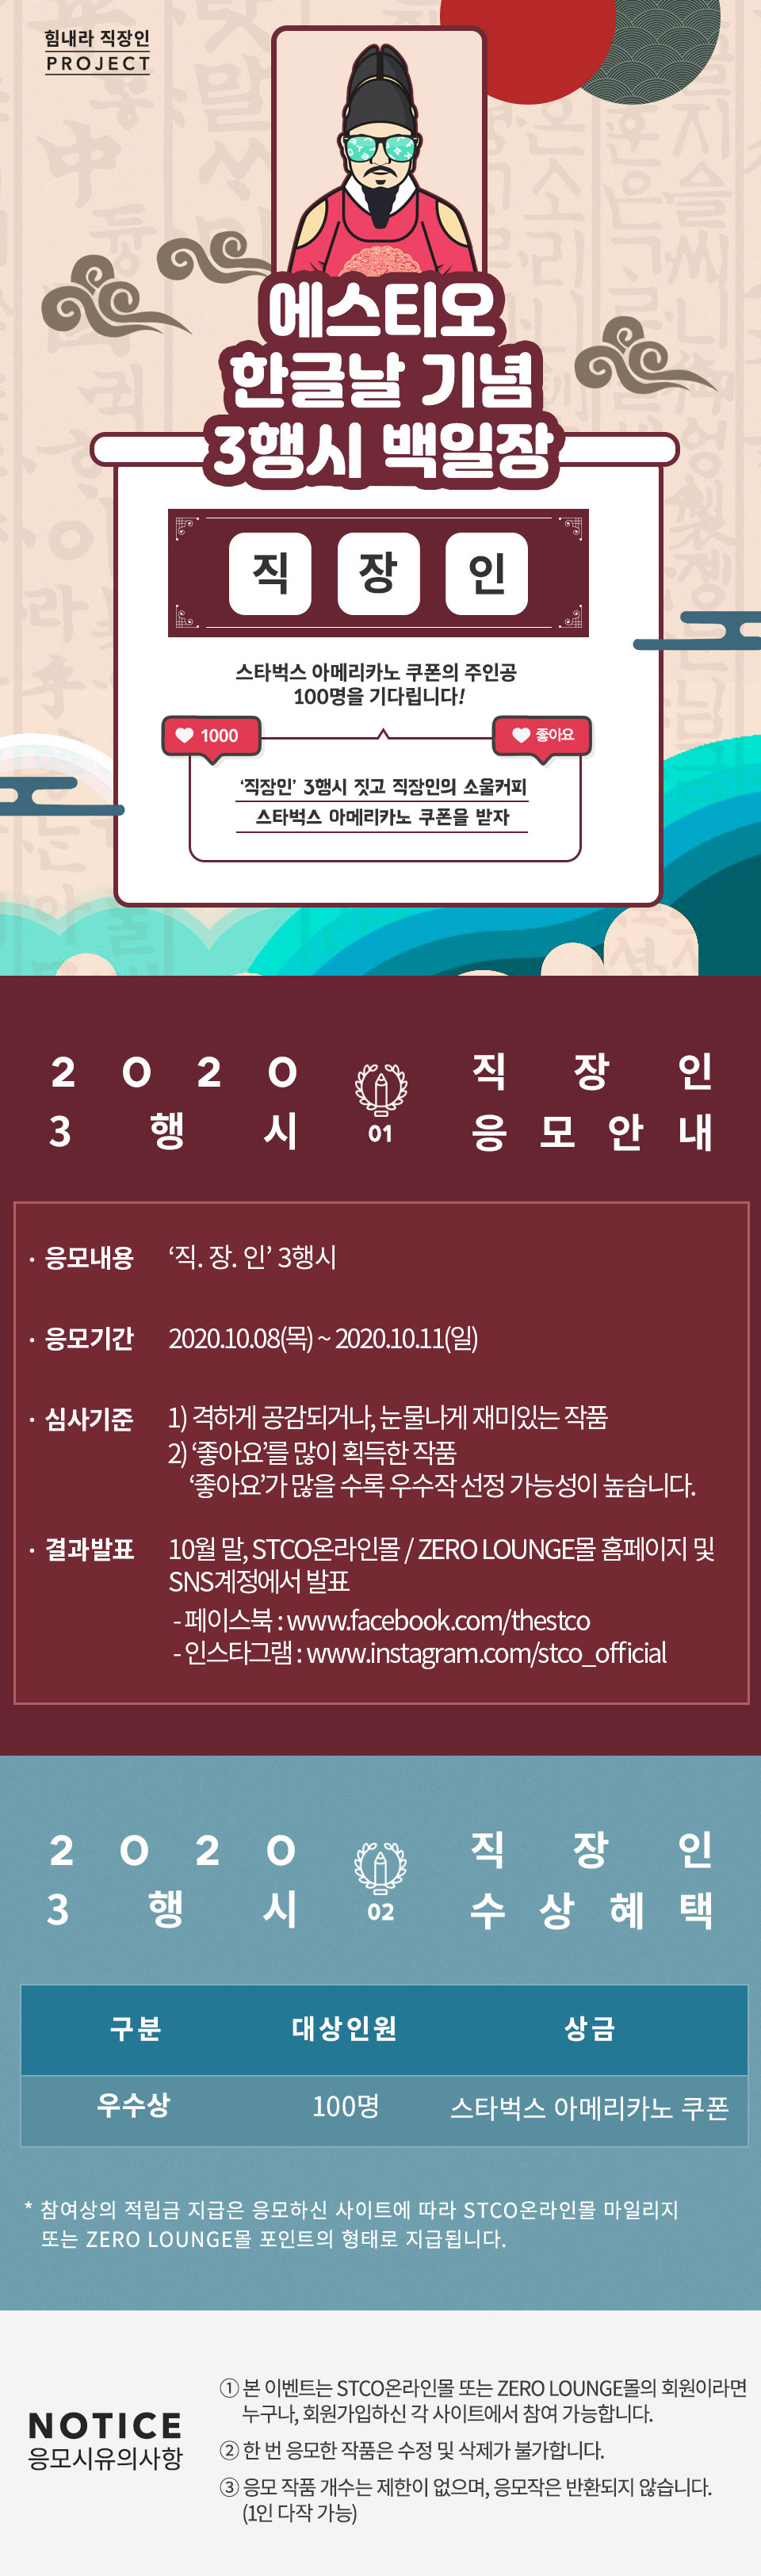 힘내라 직장인
PROJECT
에스티오
한글날 기념
3행시 백일장
직 장 인
스타벅스 아메리카노 쿠폰의 주인공
100명을 기다립니다!
1000
좋아요
‘직장인’ 3행시 짓고 직장인의 소울커피
스타벅스 아메리카노 쿠폰을 받자
2020 직장인
3행시 01 응모안내
· 응모내용 ‘직. 장. 인’ 3행시
· 응모기간 2020.10.08(목) ~ 2020.10.11(일)
· 심사기준 1) 격하게 공감되거나, 눈물나게 재미있는 작품
2) ‘좋아요’를 많이 획득한 작품
‘좋아요’가 많을 수록 우수작 선정 가능성이 높습니다.
· 결과발표 10월 말, STCO온라인몰 / ZERO LOUNGE몰 홈페이지 및
SNS계정에서 발표
- 페이스북 : www.facebook.com/thestco
- 인스타그램 : www.instagram.com/stco_official
2020 직장인
3행시 02 수상혜택
구분 대상인원 상금
우수상 100명 스타벅스 아메리카노 쿠폰
* 참여상의 적립금 지급은 응모하신 사이트에 따라 STCO온라인몰 마일리지
또는 ZERO LOUNGE몰 포인트의 형태로 지급됩니다.
NOTICE
응모시유의사항
① 본 이벤트는 STCO온라인몰 또는 ZERO LOUNGE몰의 회원이라면
누구나, 회원가입하신 각 사이트에서 참여 가능합니다.
② 한 번 응모한 작품은 수정 및 삭제가 불가합니다.
③ 응모 작품 개수는 제한이 없으며, 응모작은 반환되지 않습니다.
(1인 다작 가능)